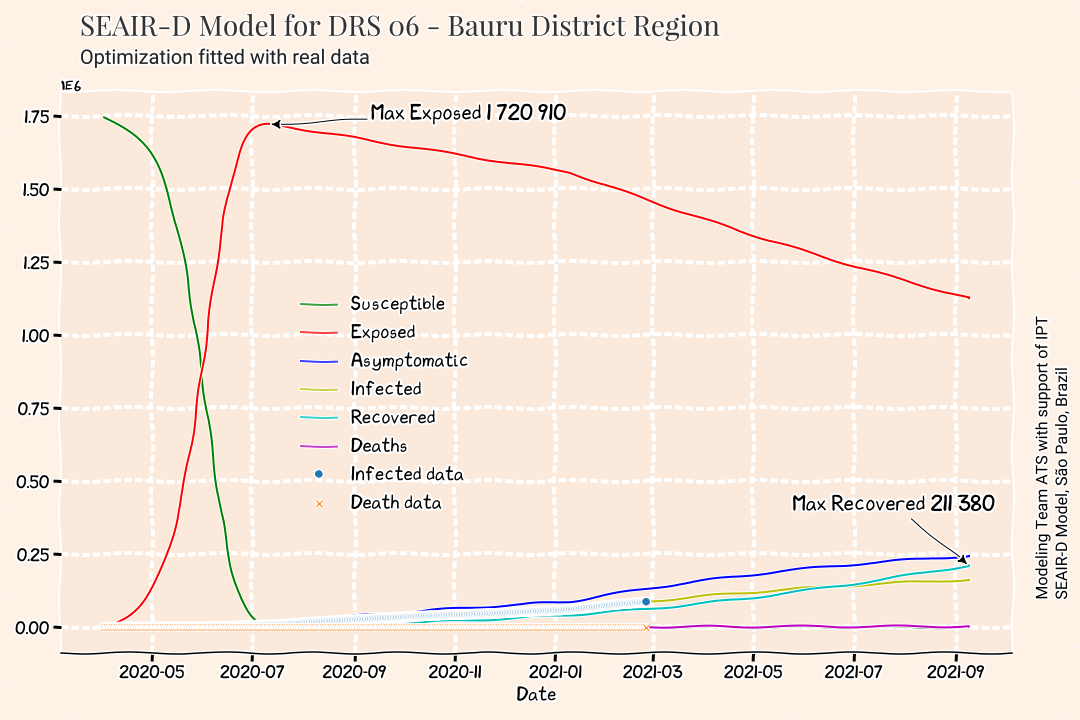 SEAIR-D Model for DRS 06 - Bauru District Region
Optimization fitted with real data
1E6
1.75
1.50
1.25
1.00
0.75
0.50
0.25
0.00
Max Exposed 1 720 910
Susceptible
Exposed
Asymptomatic
Infected
Recovered
Deaths
Infected data
Death data
Max Recovered 211 380
2020-05 2020-07 2020-09 2020-11 2021-01 2021-03 2021-05 2021-07 2021-09
Date
Modeling Team ATS with support of IPT
SEAIR-D Model, São Paulo, Brazil